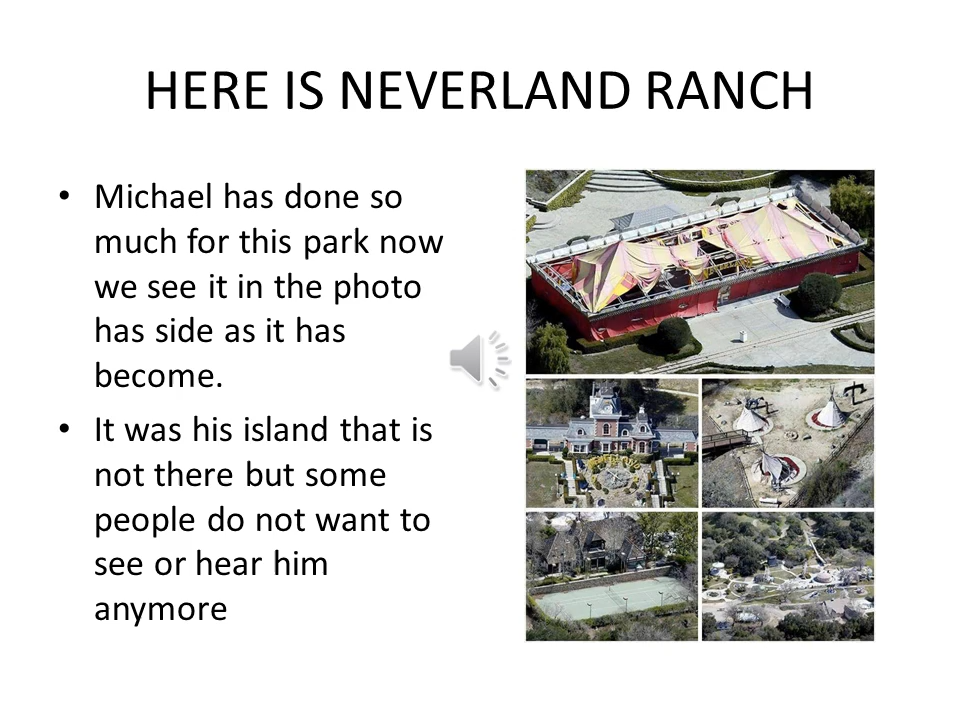 HERE IS NEVERLAND RANCH
• Michael has done so
much for this park now
we see it in the photo
has side as it has
become.
• It was his island that is
not there but some
people do not want to
see or hear him
anymore